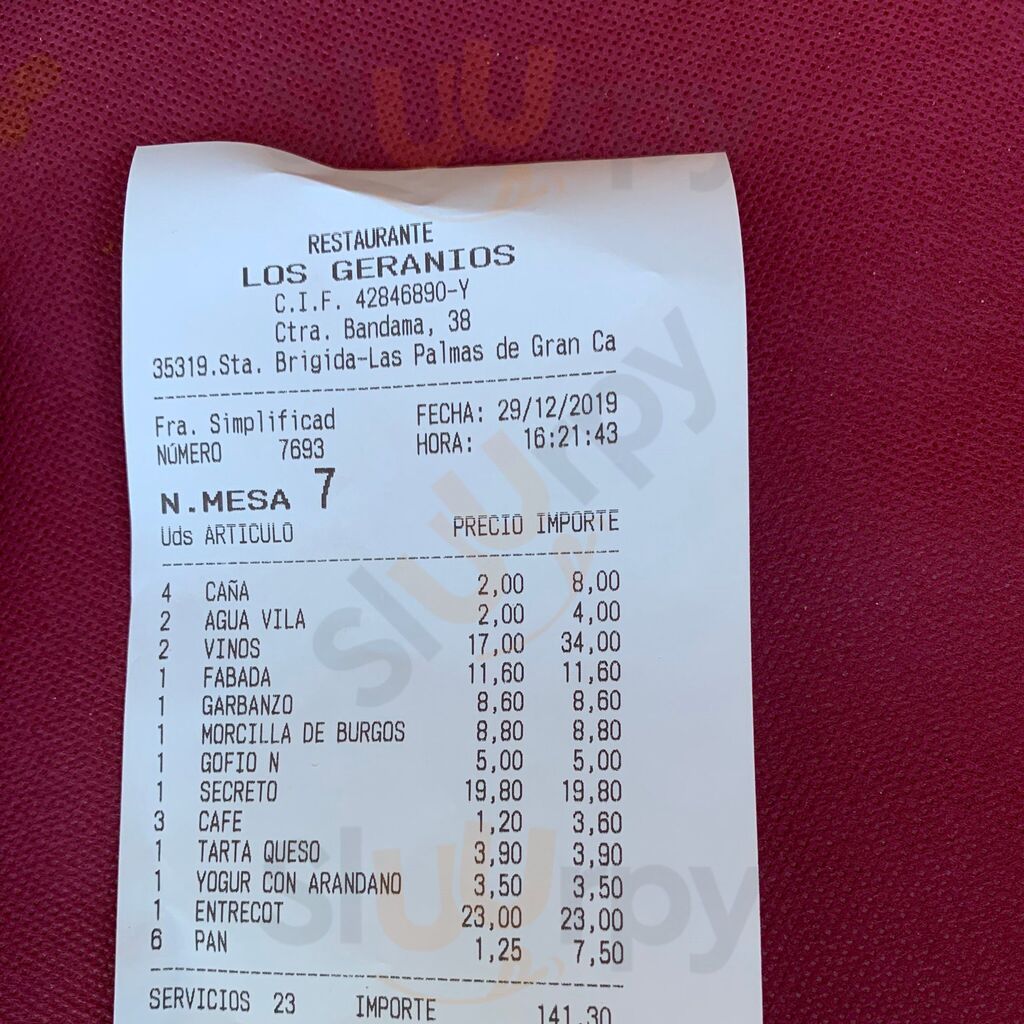 RESTAURANTE
LOS GERANIOS
C.I.F. 42846890-Y
Ctra. Bandama, 38
35319.Sta. Brigida-Las Palmas de Gran Ca
Fra. Simplificad FECHA: 29/12/2019
NÚMERO 7693 HORA: 16:21:43
N.MESA 7
Uds ARTICULO PRECIO IMPORTE
4 CAÑA 2,00 8,00
2 AGUA VILA 2,00 4,00
2 VINOS 17,00 34,00
1 FABADA 11,60 11,60
1 GARBANZO 8,60 8,60
1 MORCILLA DE BURGOS 8,80 8,80
1 GOFIO N 5,00 5,00
1 SECRETO 19,80 19,80
3 CAFE 1,20 3,60
1 TARTA QUESO 3,90 3,90
1 YOGUR CON ARANDANO 3,50 3,50
1 ENTRECOT 23,00 23,00
6 PAN 1,25 7,50
SERVICIOS 23 IMPORTE 141,30
sluurpy
sluurpy
sluurpy